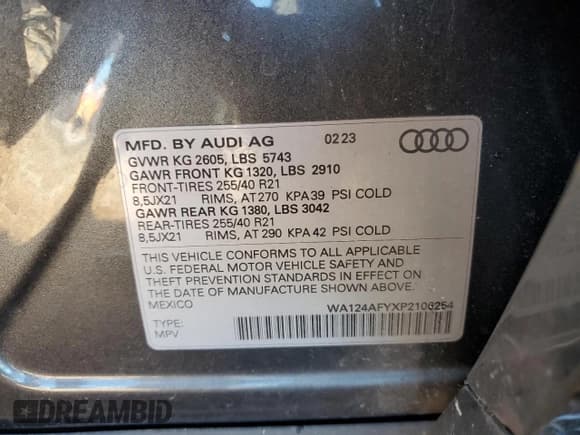 MFD. BY AUDI AG 02 23
GVWR KG 2605, LBS 5743
GAWR FRONT KG 1320, LBS 2910
FRONT-TIRES 255/40 R21
8,5JX21 RIMS, AT 270 KPA 39 PSI COLD
GAWR REAR KG 1380, LBS 3042
REAR-TIRES 255/40 R21
8,5JX21 RIMS, AT 290 KPA 42 PSI COLD
THIS VEHICLE CONFORMS TO ALL APPLICABLE
U.S. FEDERAL MOTOR VEHICLE SAFETY AND
THEFT PREVENTION STANDARDS IN EFFECT ON
THE DATE OF MANUFACTURE SHOWN ABOVE.
MEXICO
WA124AFYXP2106254
TYPE:
MPV
DREAMBID